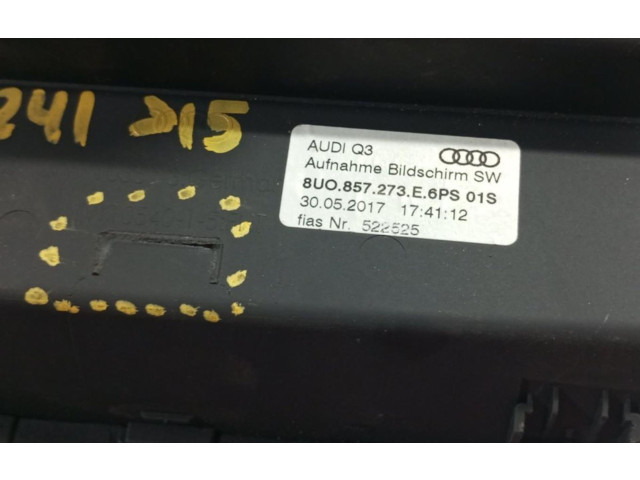 241 315
AUDI Q3
Aufnahme Bildschirm SW
8UO.857.273.E.6PS 01S
30.05.2017 17:41:12
fias Nr. 522525